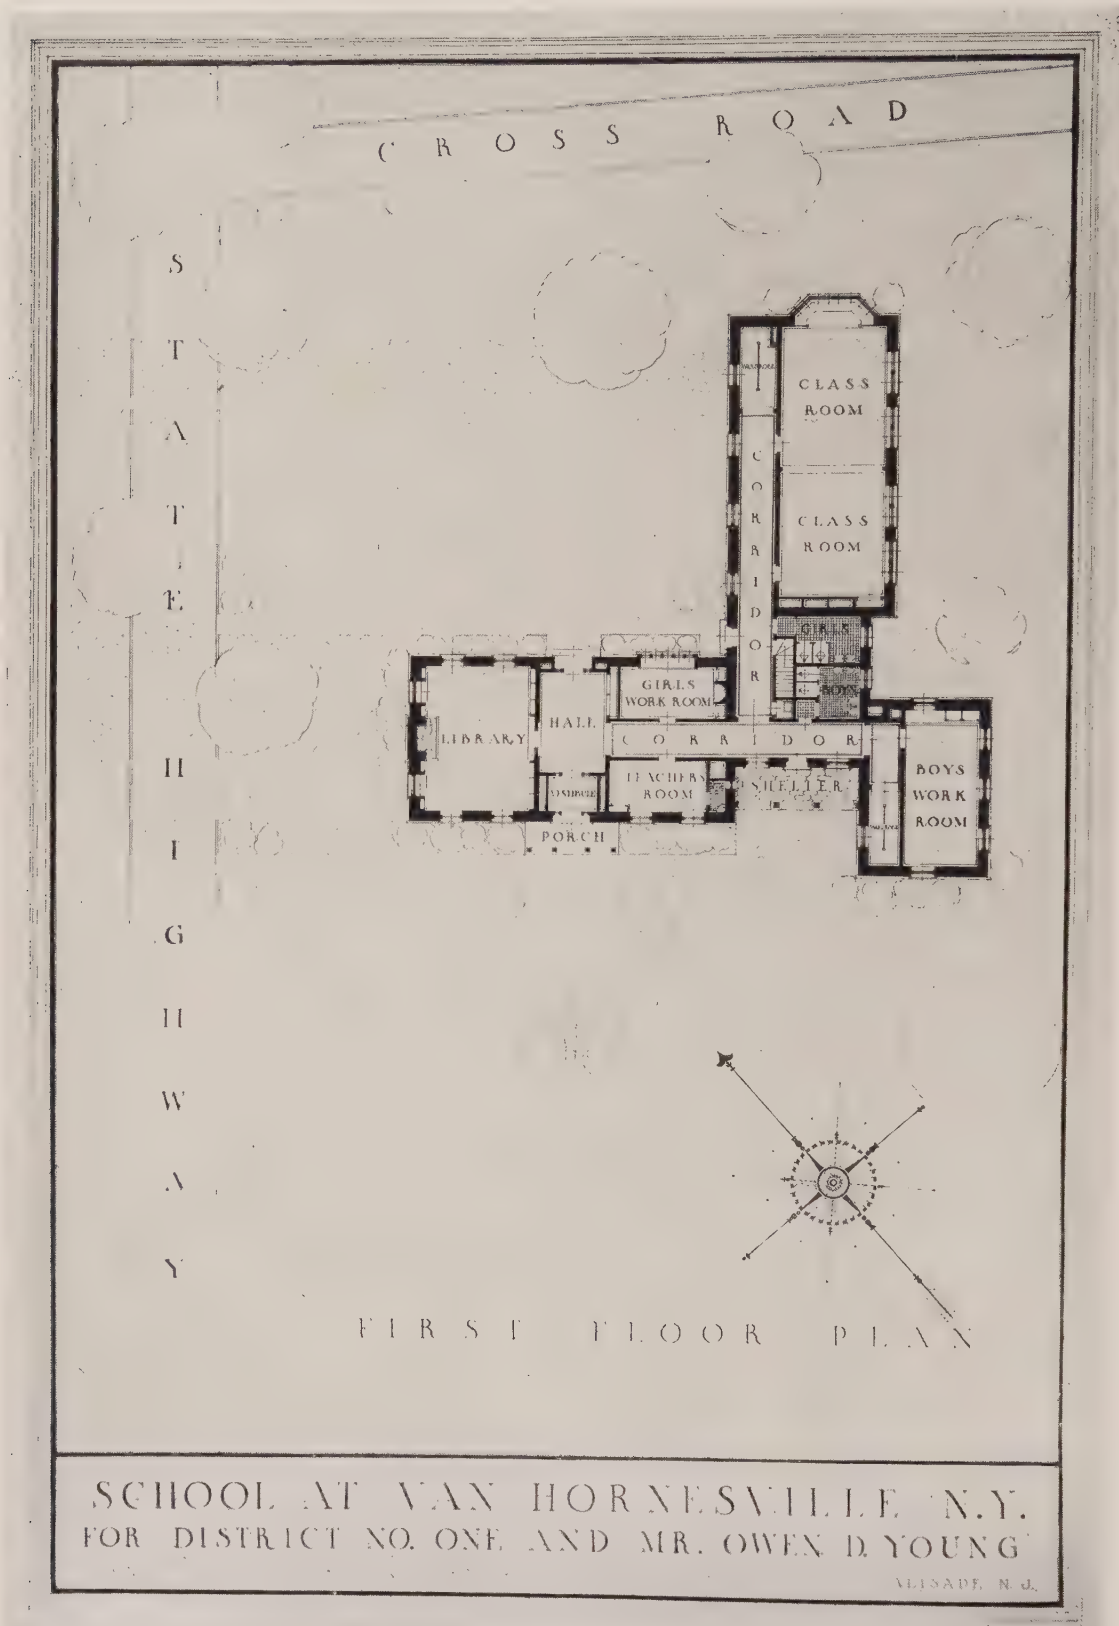 CROSS ROAD
STATE HIGHWAY
CLASS
ROOM
CORRIDOR
CLASS
ROOM
GIRLS
BOYS
GIRLS
WORK ROOM
HALL
LIBRARY
CORRIDOR
TEACHERS
ROOM
SHELTER
VESTIBULE
PORCH
BOYS
WORK
ROOM
FIRST FLOOR PLAN
SCHOOL AT VAN HORNESVILLE N.Y.
FOR DISTRICT NO. ONE AND MR. OWEN D. YOUNG
N. J.